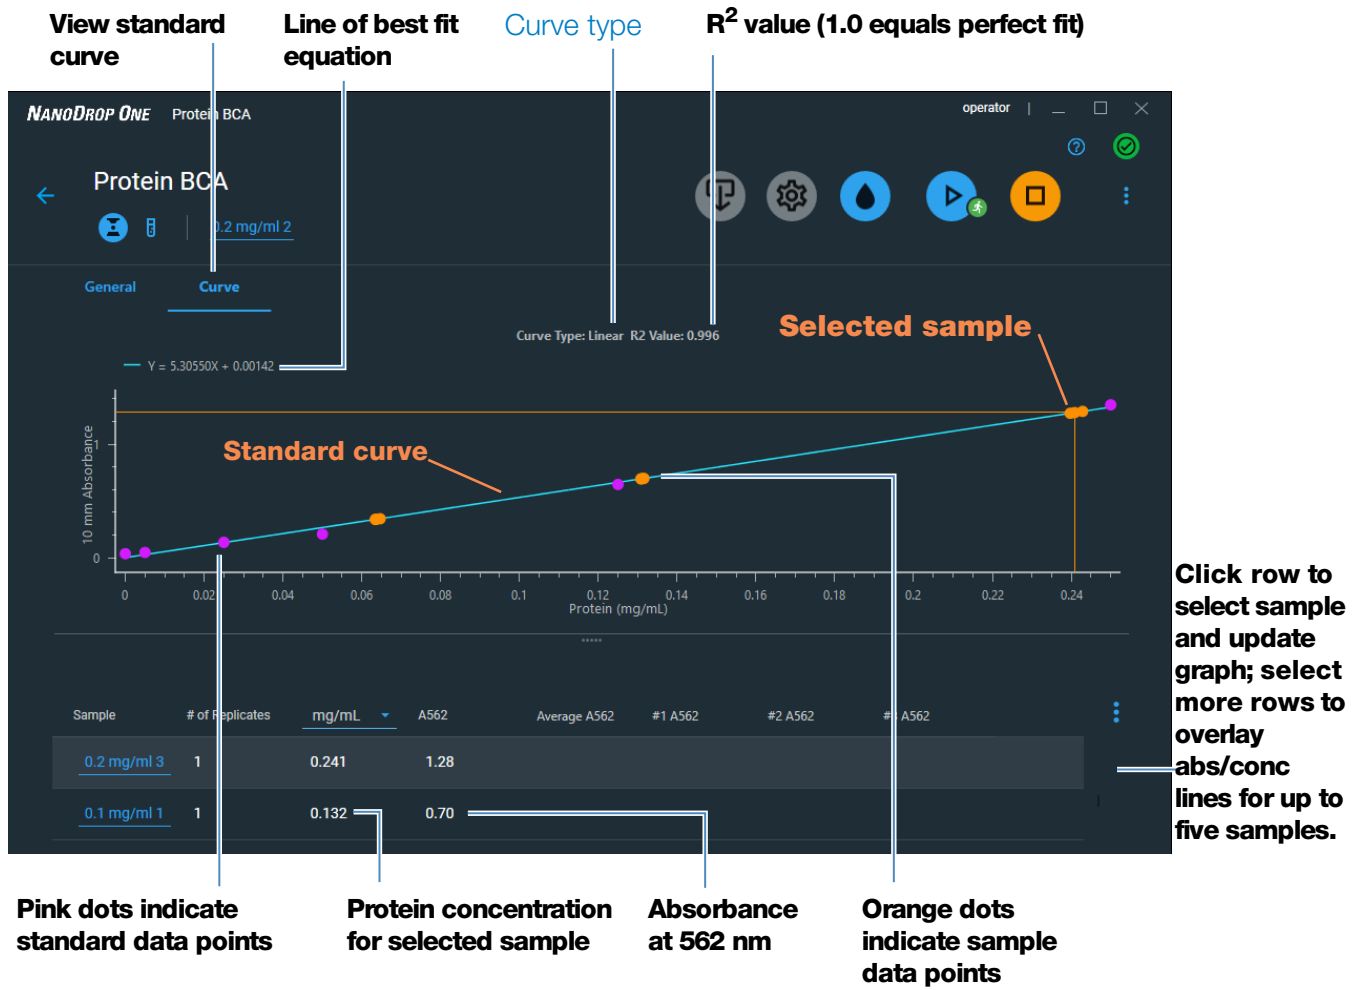 View standard
curve
Line of best fit
equation
Curve type
R² value (1.0 equals perfect fit)
NANODROP ONE Protein BCA
operator |
Protein BCA
0.2 mg/ml 2
General Curve
Curve Type: Linear R2 Value: 0.996
Selected sample
Y = 5.30550X + 0.00142
Standard curve
10 mm Absorbance
1
0
0 0.02 0.04 0.06 0.08 0.1 0.12 0.14 0.16 0.18 0.2 0.22 0.24
Protein (mg/mL)
Click row to
select sample
and update
graph; select
more rows to
overlay
abs/conc
lines for up to
five samples.
Sample # of Replicates mg/mL A562 Average A562 #1 A562 #2 A562 #3 A562
0.2 mg/ml 3 1 0.241 1.28
0.1 mg/ml 1 1 0.132 0.70
Pink dots indicate
standard data points
Protein concentration
for selected sample
Absorbance
at 562 nm
Orange dots
indicate sample
data points